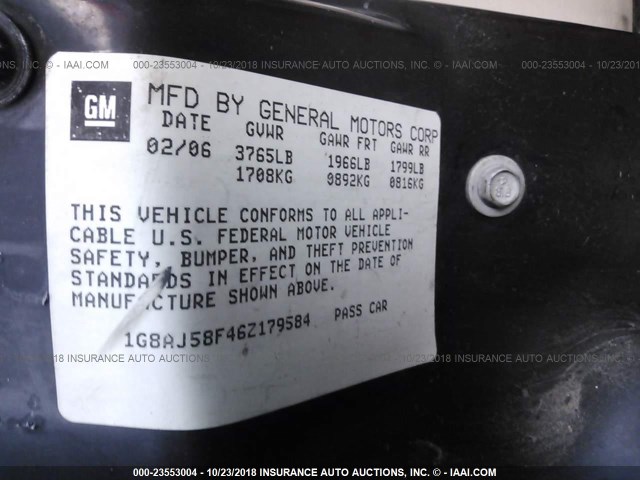 000-23553004 - 10/23/2018 INSURANCE AUTO AUCTIONS, INC. - © - IAAI.COM
GM
MFD BY GENERAL MOTORS CORP
DATE GVWR GAWR FRT GAWR RR
02/06 3765LB 1966LB 1799LB
1708KG 0892KG 0816KG
THIS VEHICLE CONFORMS TO ALL APPLI-
CABLE U.S. FEDERAL MOTOR VEHICLE
SAFETY, BUMPER, AND THEFT PREVENTION
STANDARDS IN EFFECT ON THE DATE OF
MANUFACTURE SHOWN ABOVE.
1G8AJ58F46Z179584 PASS CAR
000-23553004 - 10/23/2018 INSURANCE AUTO AUCTIONS, INC. - © - IAAI.COM
000-23553004 - 10/23/2018 INSURANCE AUTO AUCTIONS, INC. - © - IAAI.COM